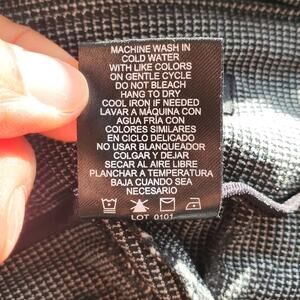 MACHINE WASH IN
COLD WATER
WITH LIKE COLORS
ON GENTLE CYCLE
DO NOT BLEACH
HANG TO DRY
COOL IRON IF NEEDED
LAVAR A MÁQUINA CON
AGUA FRÍA CON
COLORES SIMILARES
EN CICLO DELICADO
NO USAR BLANQUEADOR
COLGAR Y DEJAR
SECAR AL AIRE LIBRE
PLANCHAR A TEMPERATURA
BAJA CUANDO SEA
NECESARIO
LOT 0101